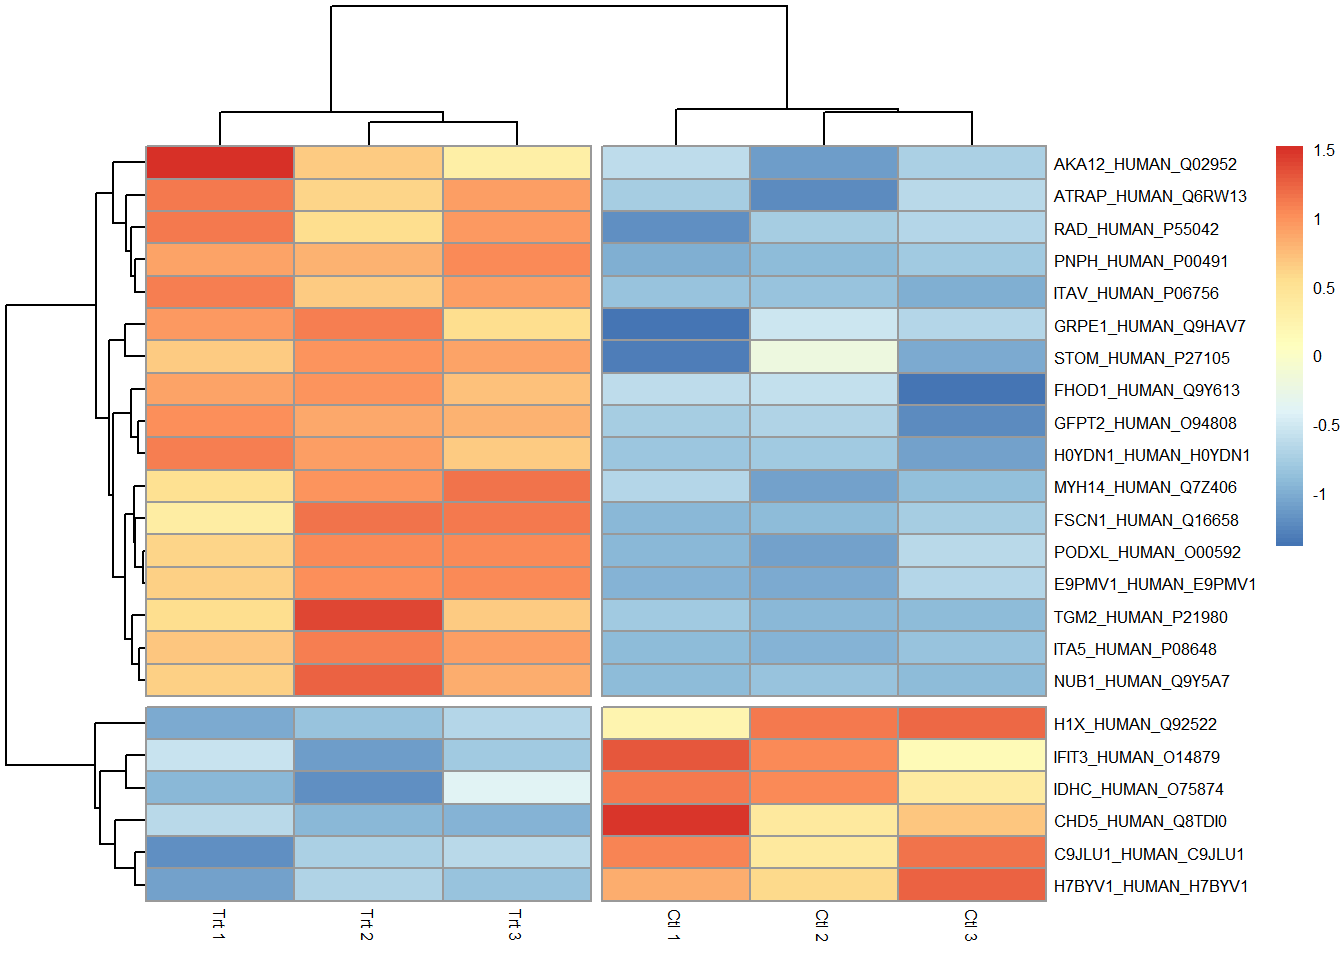 1.5
AKA12_HUMAN_Q02952
ATRAP_HUMAN_Q6RW13
1
RAD_HUMAN_P55042
PNPH_HUMAN_P00491
0.5
ITAV_HUMAN_P06756
GRPE1_HUMAN_Q9HAV7
0
STOM_HUMAN_P27105
FHOD1_HUMAN_Q9Y613
-0.5
GFPT2_HUMAN_O94808
H0YDN1_HUMAN_H0YDN1
-1
MYH14_HUMAN_Q7Z406
FSCN1_HUMAN_Q16658
PODXL_HUMAN_O00592
E9PMV1_HUMAN_E9PMV1
TGM2_HUMAN_P21980
ITA5_HUMAN_P08648
NUB1_HUMAN_Q9Y5A7
H1X_HUMAN_Q92522
IFIT3_HUMAN_O14879
IDHC_HUMAN_O75874
CHD5_HUMAN_Q8TDI0
C9JLU1_HUMAN_C9JLU1
H7BYV1_HUMAN_H7BYV1
Trt 1
Trt 2
Trt 3
Ctl 1
Ctl 2
Ctl 3